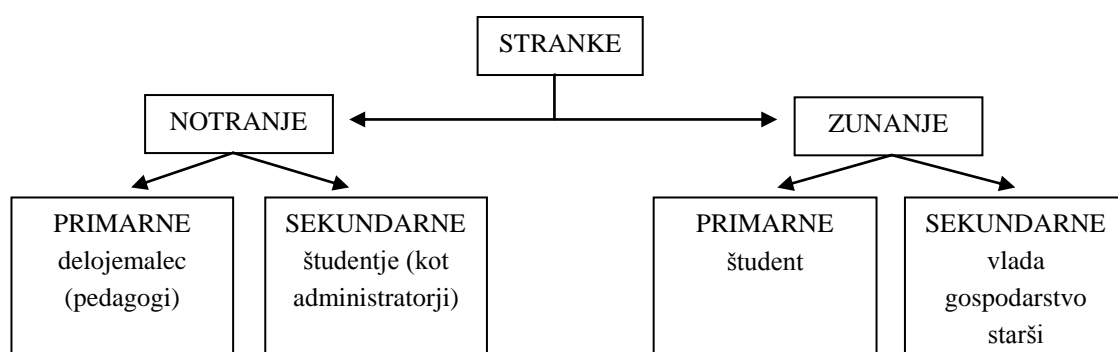 STRANKE
NOTRANJE
ZUNANJE
PRIMARNE
delojemalec
(pedagogi)
SEKUNDARNE
študentje (kot
administratorji)
PRIMARNE
študent
SEKUNDARNE
vlada
gospodarstvo
starši